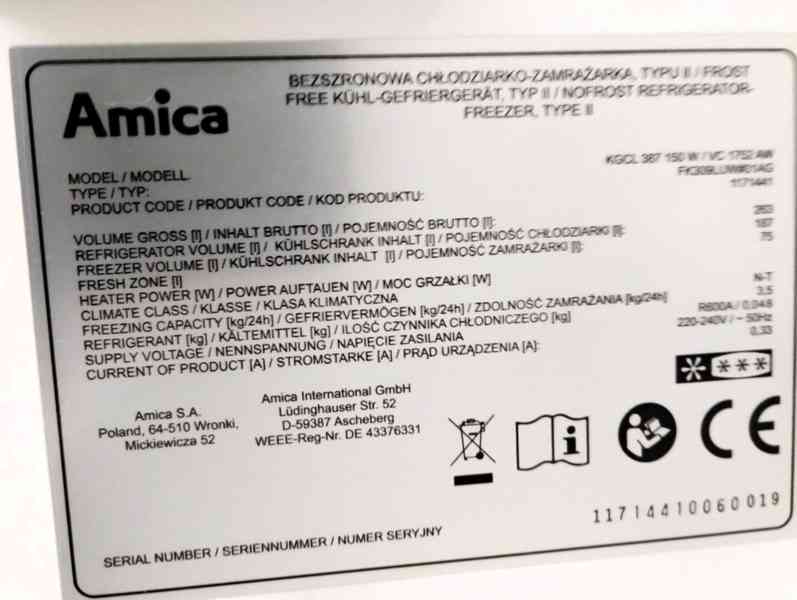 Amica
BEZSZRONOWA CHŁODZIARKO-ZAMRAŻARKA, TYPU II / FROST
FREE KÜHL-GEFRIERGERÄT, TYP II / NOFROST REFRIGERATOR-
FREEZER, TYPE II
MODEL / MODELL KGCL 387 150 W / VC 1752 AW
TYPE / TYP:
PRODUCT CODE / PRODUKT CODE / KOD PRODUKTU: 1171441
VOLUME GROSS [l] / INHALT BRUTTO [l] / POJEMNOŚĆ BRUTTO [l]: 263
REFRIGERATOR VOLUME [l] / KÜHLSCHRANK INHALT [l] / POJEMNOŚĆ CHŁODZIARKI [l]: 187
FREEZER VOLUME [l] / KÜHLSCHRANK INHALT [l] / POJEMNOŚĆ ZAMRAŻARKI [l]: 75
FRESH ZONE [l]
HEATER POWER [W] / POWER AUFTAUEN [W] / MOC GRZAŁKI [W]
CLIMATE CLASS / KLASSE / KLASA KLIMATYCZNA N-T
FREEZING CAPACITY [kg/24h] / GEFRIERVERMÖGEN [kg/24h] / ZDOLNOŚĆ ZAMRAŻANIA [kg/24h] 3,5
REFRIGERANT [kg] / KÄLTEMITTEL [kg] / ILOŚĆ CZYNNIKA CHŁODNICZEGO [kg] R600A / 0,048
SUPPLY VOLTAGE / NENNSPANNUNG / NAPIĘCIE ZASILANIA 220-240V / ~ 50Hz
CURRENT OF PRODUCT [A] / STROMSTARKE [A] / PRĄD URZĄDZENIA [A]: 0,33
Amica S.A.
Poland, 64-510 Wronki,
Mickiewicza 52
Amica International GmbH
Lüdinghauser Str. 52
D-59387 Ascheberg
WEEE-Reg-Nr. DE 43376331
CE
SERIAL NUMBER / SERIENNUMMER / NUMER SERYJNY 11714410060019